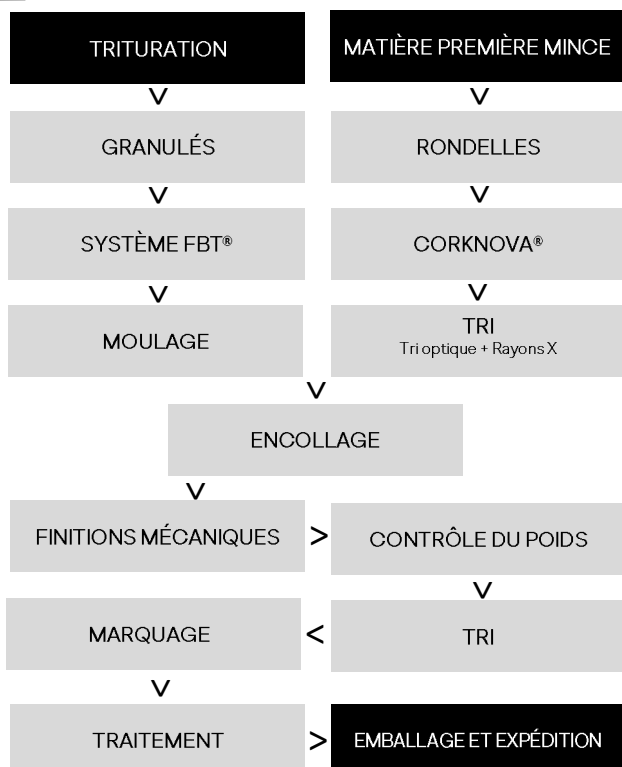 TRITURATION
MATIÈRE PREMIÈRE MINCE
GRANULÉS
RONDELLES
SYSTÈME FBT®
CORKNOVA®
MOULAGE
TRI
Tri optique + Rayons X
ENCOLLAGE
FINITIONS MÉCANIQUES
CONTRÔLE DU POIDS
MARQUAGE
TRI
TRAITEMENT
EMBALLAGE ET EXPÉDITION